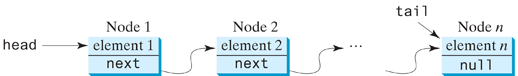 tail
Node 1 Node 2 Node n
head element 1 element 2 ... element n
next next null